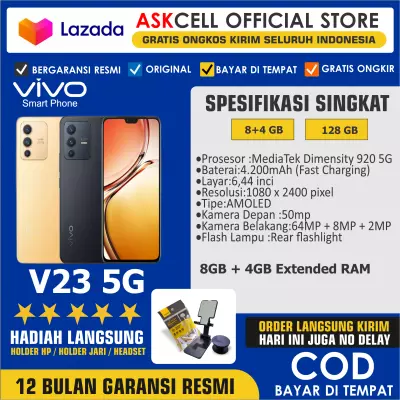 Lazada
ASKCELL OFFICIAL STORE
GRATIS ONGKOS KIRIM SELURUH INDONESIA
BERGARANSI RESMI
ORIGINAL
BAYAR DI TEMPAT
GRATIS ONGKIR
vivo
Smart Phone
SPESIFIKASI SINGKAT
8+4 GB
128 GB
•Prosesor :MediaTek Dimensity 920 5G
•Baterai:4.200mAh (Fast Charging)
•Layar:6,44 inci
•Resolusi:1080 x 2400 pixel
•Tipe:AMOLED
•Kamera Depan :50mp
•Kamera Belakang:64MP + 8MP + 2MP
•Flash Lampu :Rear flashlight
vivo
V23 5G
8GB + 4GB Extended RAM
HADIAH LANGSUNG
HOLDER HP / HOLDER JARI / HEADSET
ORDER LANGSUNG KIRIM
HARI INI JUGA NO DELAY
COD
BAYAR DI TEMPAT
12 BULAN GARANSI RESMI